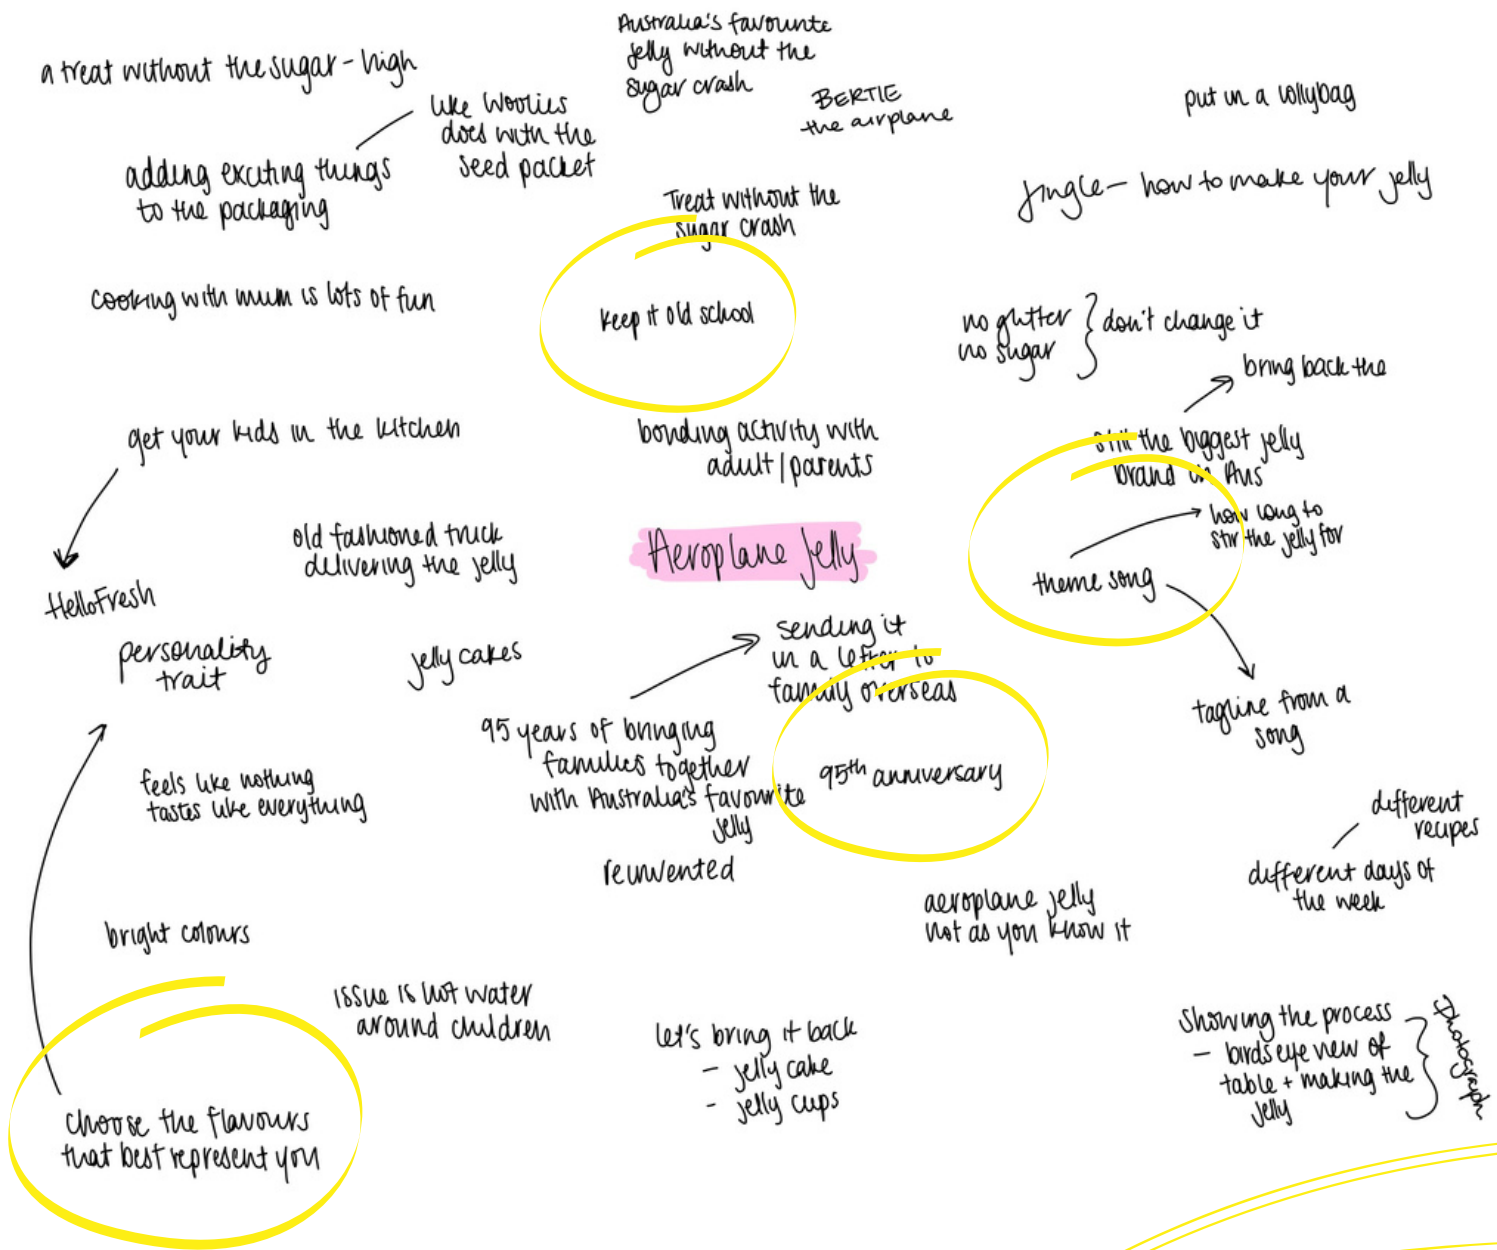 a treat without the sugar - high
Australia's favourite
jelly without the
sugar crash
like Woolies
does with the
seed packet
BERTIE
the airplane
put in a lollybag
adding exciting things
to the packaging
Treat without the
sugar crash
Jingle - how to make your jelly
cooking with mum is lots of fun
keep it old school
no glutter
no sugar
don't change it
bring back the
get your kids in the kitchen
bonding activity with
adult / parents
still the biggest jelly
brand in Aus
how long to
stir the jelly for
old fashioned truck
delivering the jelly
Aeroplane Jelly
theme song
HelloFresh
personality
trait
jelly cakes
sending it
in a letter to
family overseas
tagline from a
song
95 years of bringing
families together
with Australia's favourite
jelly
95th anniversary
feels like nothing
tastes like everything
different
recipes
reinvented
different days of
the week
aeroplane jelly
not as you know it
bright colours
issue is hot water
around children
let's bring it back
- jelly cake
- jelly cups
showing the process
- birds eye view of
table + making the
jelly
Photograph
choose the flavours
that best represent you